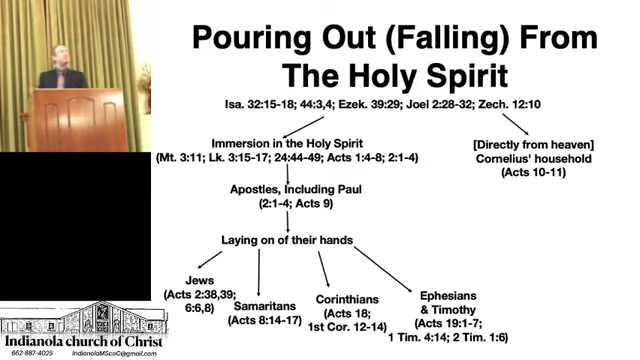 Pouring Out (Falling) From
The Holy Spirit
Isa. 32:15-18; 44:3,4; Ezek. 39:29; Joel 2:28-32; Zech. 12:10
Immersion in the Holy Spirit
(Mt. 3:11; Lk. 3:15-17; 24:44-49; Acts 1:4-8; 2:1-4)
[Directly from heaven]
Cornelius' household
(Acts 10-11)
Apostles, Including Paul
(2:1-4; Acts 9)
Laying on of their hands
Jews
(Acts 2:38,39;
6:6,8)
Samaritans
(Acts 8:14-17)
Corinthians
(Acts 18;
1st Cor. 12-14)
Ephesians
& Timothy
(Acts 19:1-7;
1 Tim. 4:14; 2 Tim. 1:6)
Indianola church of Christ
662-887-4025 IndianolaMScoC@gmail.com